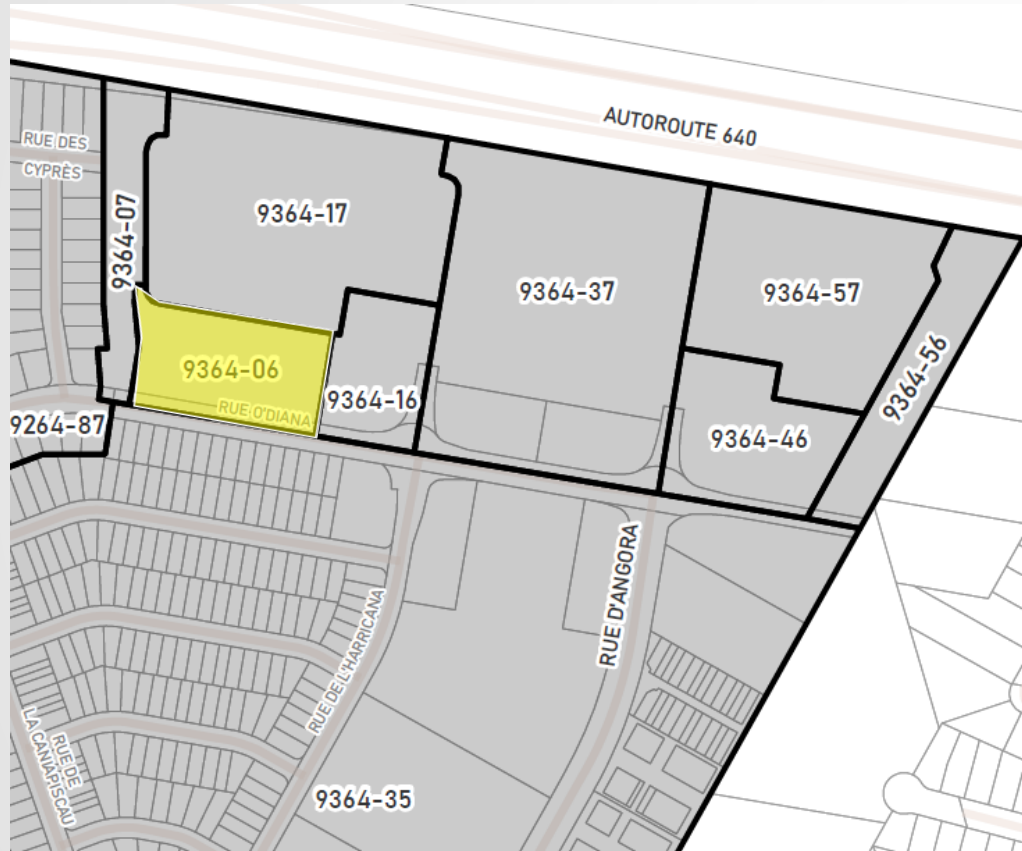 AUTOROUTE 640
RUE DES
CYPRÈS
9364-07
9364-17
9364-37
9364-57
9364-56
9364-06
9364-16
RUE O'DIANA
9264-87
9364-46
RUE D'ANGORA
RUE DE L'HARRICANA
RUE DE
LA CANIAPISCAU
9364-35